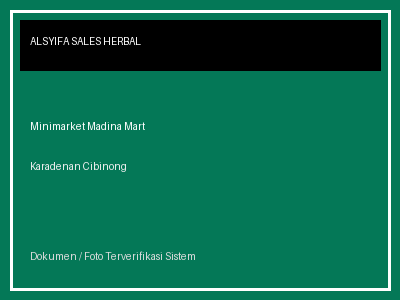 ALSYIFA SALES HERBAL
Minimarket Madina Mart
Karadenan Cibinong
Dokumen / Foto Terverifikasi Sistem